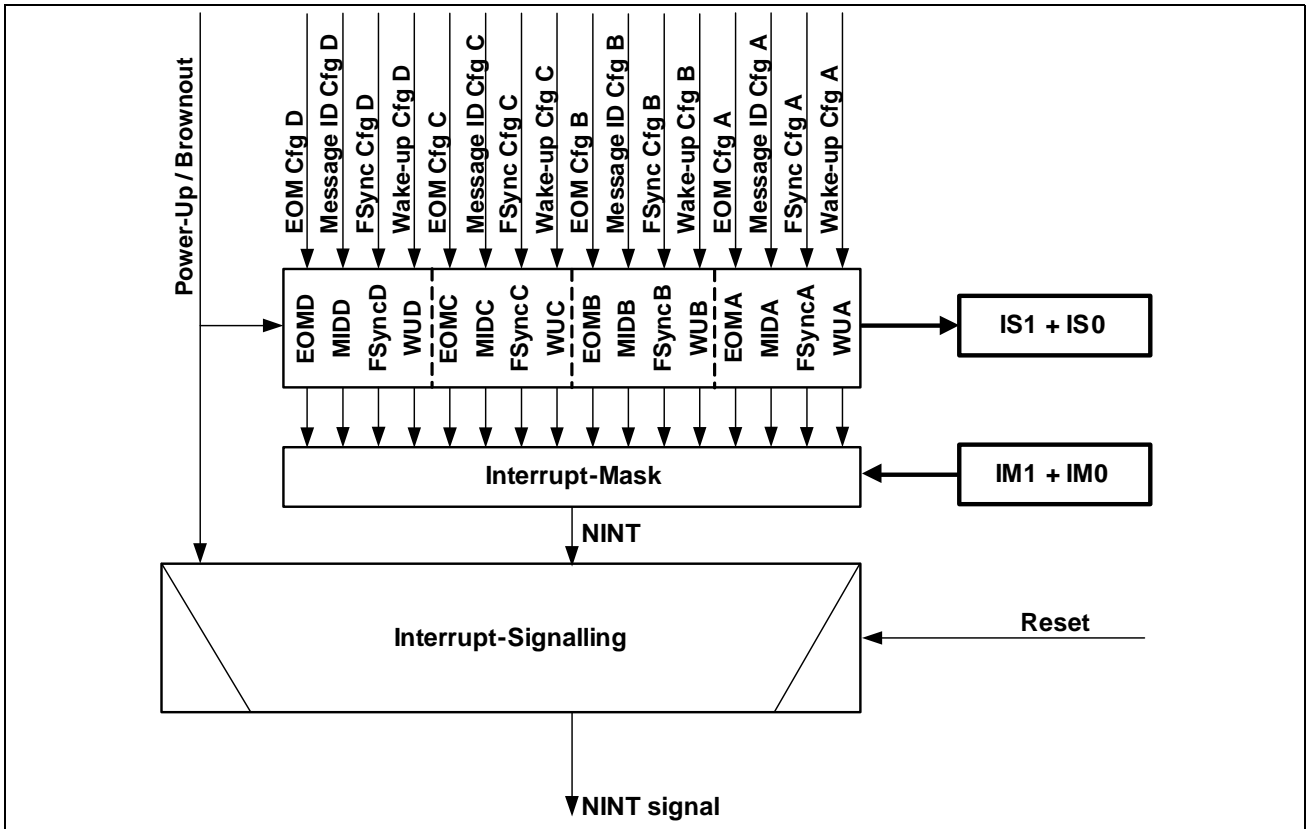 Power-Up / Brownout
EOM Cfg D
Message ID Cfg D
FSync Cfg D
Wake-up Cfg D
EOM Cfg C
Message ID Cfg C
FSync Cfg C
Wake-up Cfg C
EOM Cfg B
Message ID Cfg B
FSync Cfg B
Wake-up Cfg B
EOM Cfg A
Message ID Cfg A
FSync Cfg A
Wake-up Cfg A
EOMD
MIDD
FSyncD
WUD
EOMC
MIDC
FSyncC
WUC
EOMB
MIDB
FSyncB
WUB
EOMA
MIDA
FSyncA
WUA
IS1 + IS0
Interrupt-Mask
IM1 + IM0
NINT
Interrupt-Signalling
Reset
NINT signal